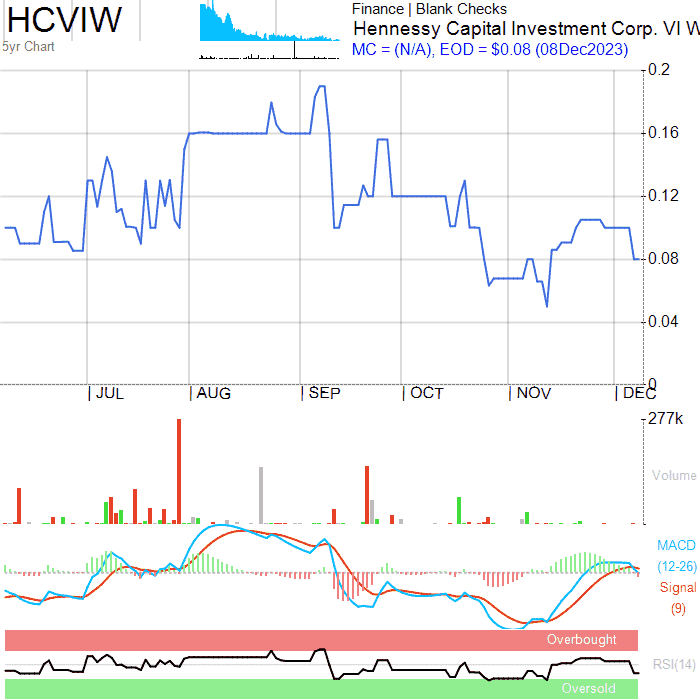 HCVIW
5yr Chart
Finance | Blank Checks
Hennessy Capital Investment Corp. VI W
MC = (N/A), EOD = $0.08 (08Dec2023)
0.2
0.16
0.12
0.08
0.04
0
JUL AUG SEP OCT NOV DEC
277k
Volume
MACD
(12-26)
Signal
(9)
Overbought
RSI(14)
Oversold